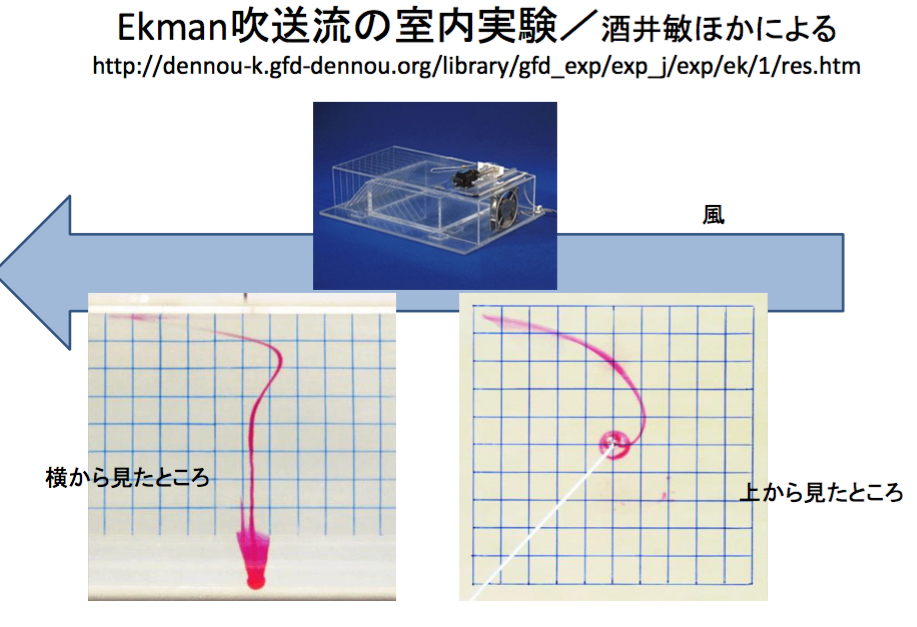 Ekman吹送流の室内実験／酒井敏ほかによる
http://dennou-k.gfd-dennou.org/library/gfd_exp/exp_j/exp/ek/1/res.htm
風
横から見たところ
上から見たところ